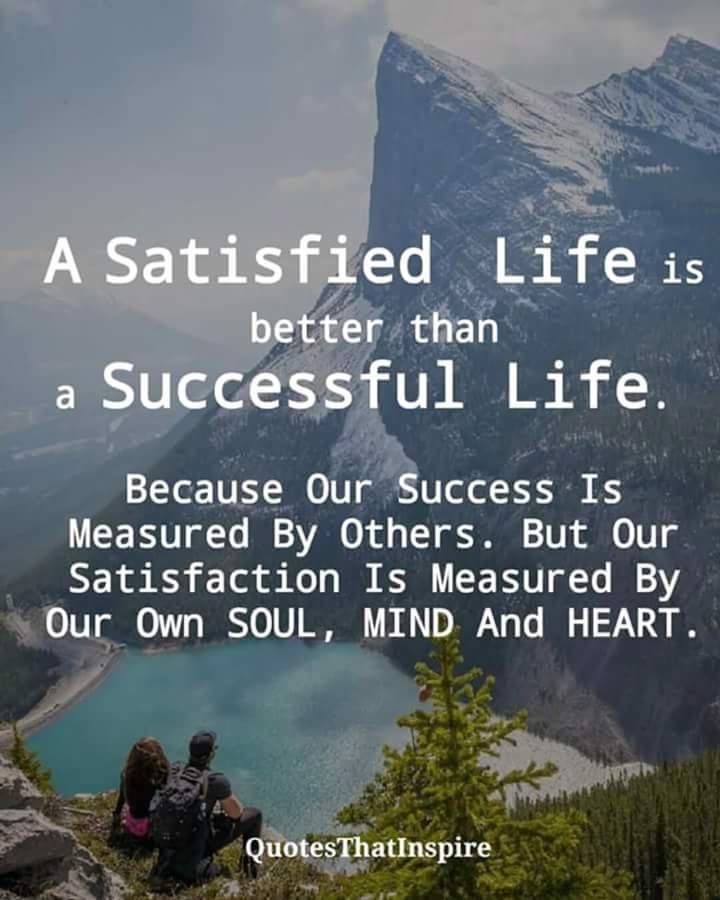 A Satisfied Life is
better than
a Successful Life.
Because Our Success Is
Measured By Others. But Our
Satisfaction Is Measured By
Our Own SOUL, MIND And HEART.
QuotesThatInspire